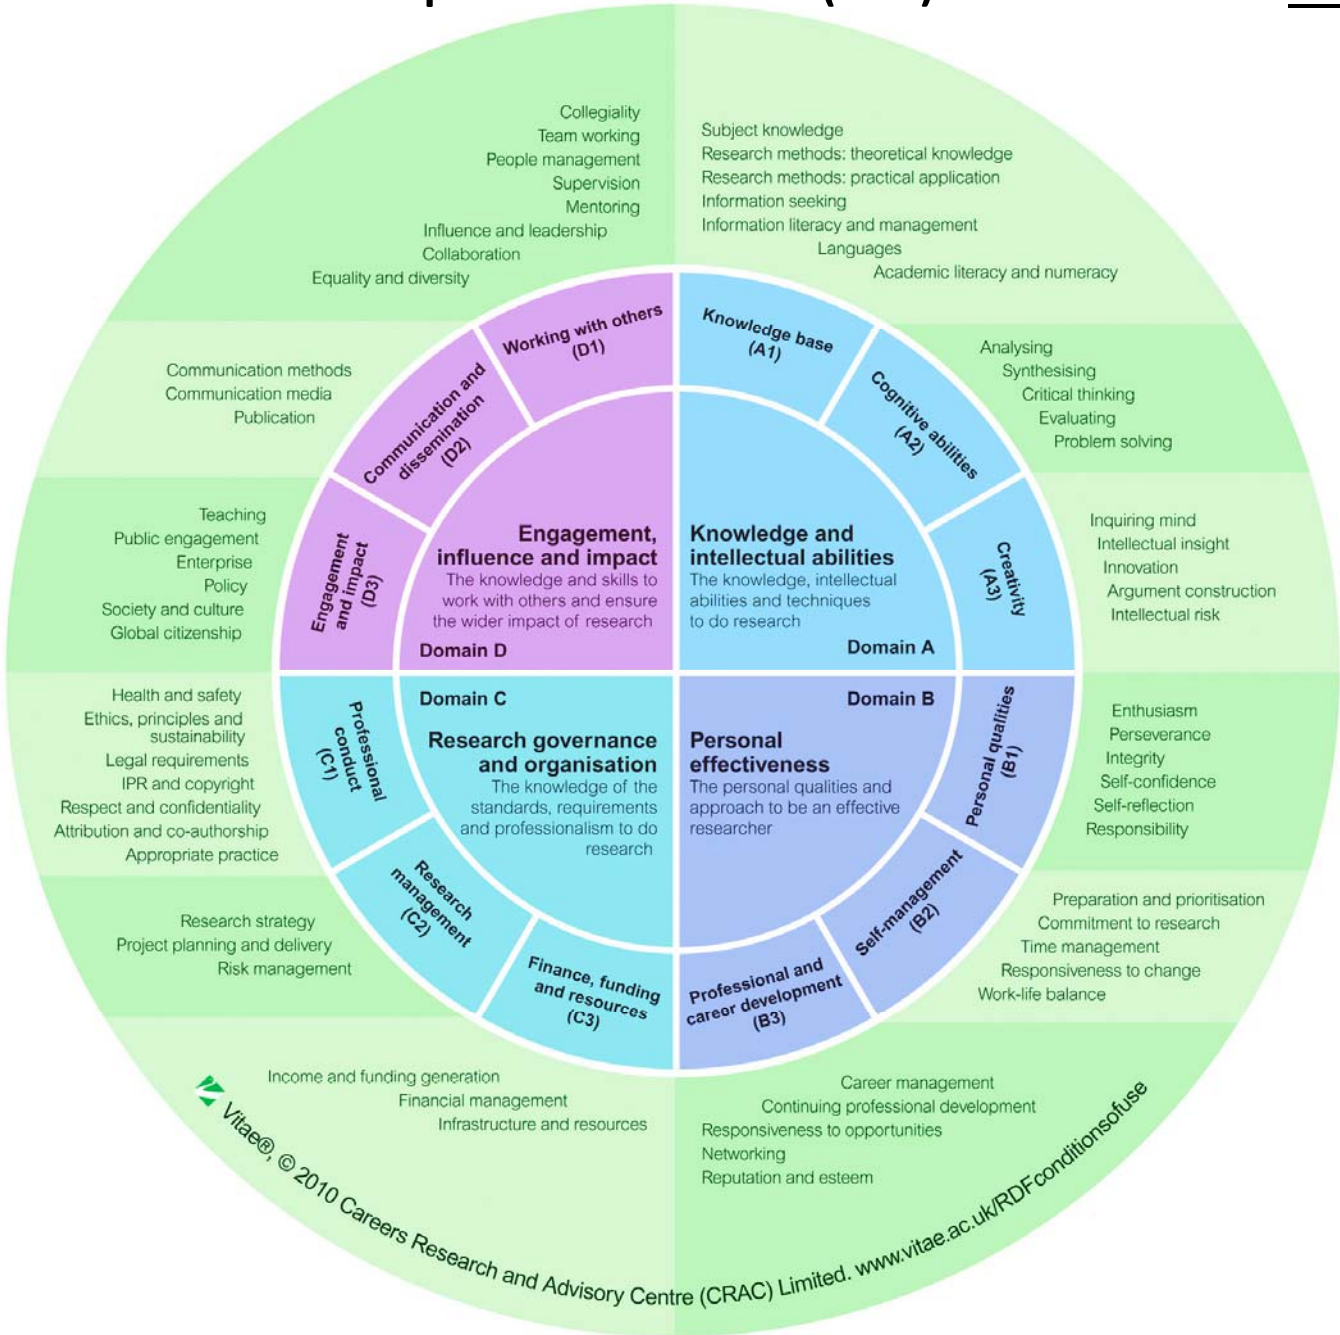 Collegiality
Team working
People management
Supervision
Mentoring
Influence and leadership
Collaboration
Equality and diversity
Subject knowledge
Research methods: theoretical knowledge
Research methods: practical application
Information seeking
Information literacy and management
Languages
Academic literacy and numeracy
Working with others
(D1)
Knowledge base
(A1)
Communication methods
Communication media
Publication
Communication and
dissemination
(D2)
Cognitive abilities
(A2)
Analysing
Synthesising
Critical thinking
Evaluating
Problem solving
Teaching
Public engagement
Enterprise
Policy
Society and culture
Global citizenship
Engagement
and impact
(D3)
Engagement,
influence and impact
The knowledge and skills to
work with others and ensure
the wider impact of research
Domain D
Knowledge and
intellectual abilities
The knowledge, intellectual
abilities and techniques
to do research
Domain A
Creativity
(A3)
Inquiring mind
Intellectual insight
Innovation
Argument construction
Intellectual risk
Health and safety
Ethics, principles and
sustainability
Legal requirements
IPR and copyright
Respect and confidentiality
Attribution and co-authorship
Appropriate practice
Professional
conduct
(C1)
Domain C
Research governance
and organisation
The knowledge of the
standards, requirements
and professionalism to do
research
Domain B
Personal
effectiveness
The personal qualities and
approach to be an effective
researcher
Personal qualities
(B1)
Enthusiasm
Perseverance
Integrity
Self-confidence
Self-reflection
Responsibility
Research strategy
Project planning and delivery
Risk management
Research
management
(C2)
Self-management
(B2)
Preparation and prioritisation
Commitment to research
Time management
Responsiveness to change
Work-life balance
Finance, funding
and resources
(C3)
Professional and
career development
(B3)
Income and funding generation
Financial management
Infrastructure and resources
Career management
Continuing professional development
Responsiveness to opportunities
Networking
Reputation and esteem
Vitae®, © 2010 Careers Research and Advisory Centre (CRAC) Limited. www.vitae.ac.uk/RDFconditionsofuse